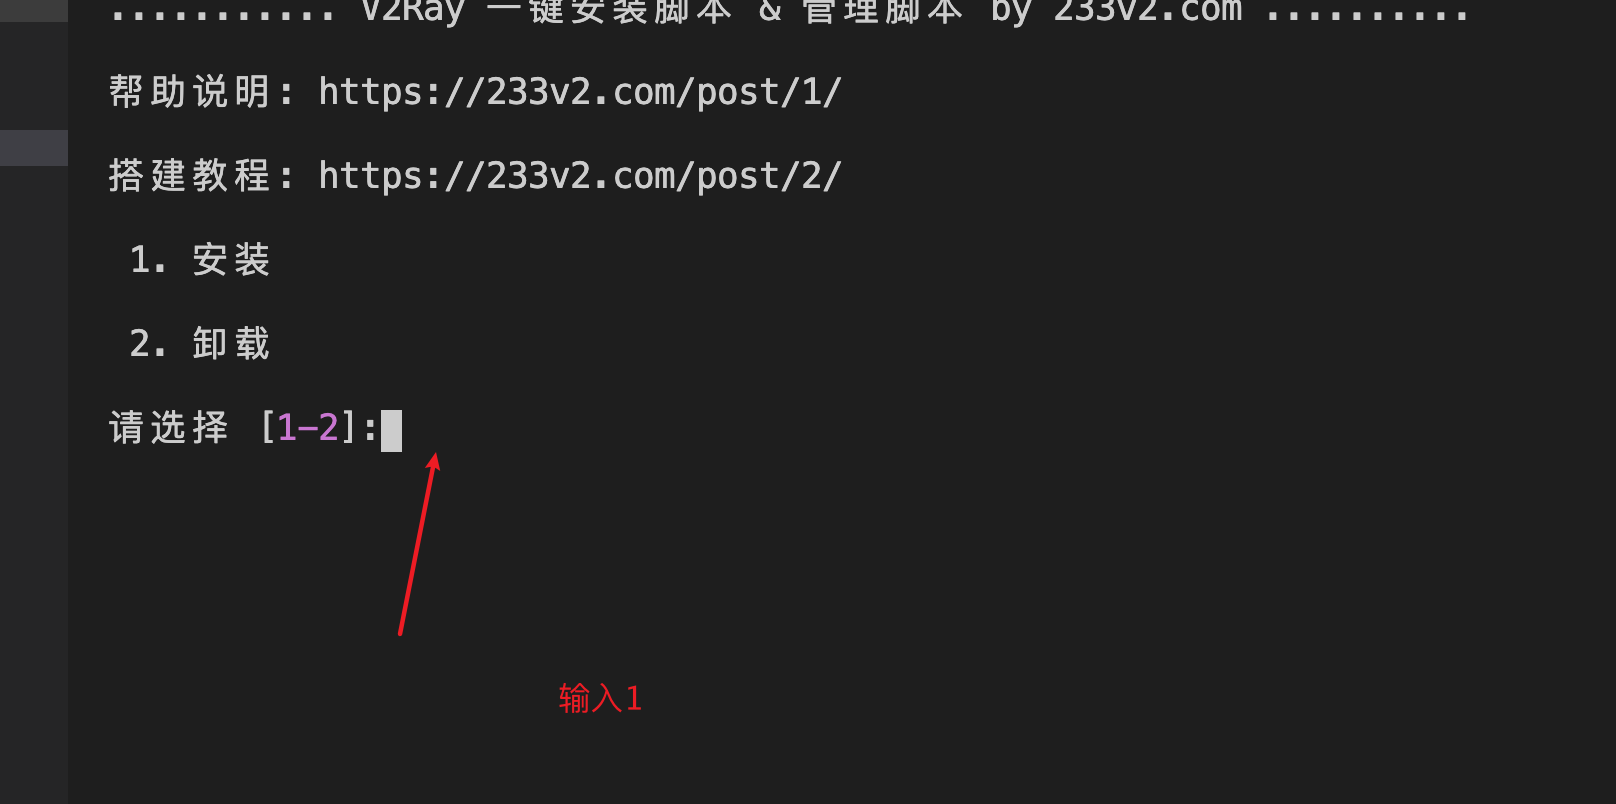 ........... V2Ray 一键安装脚本 & 管理脚本 by 233v2.com ..........
帮助说明: https://233v2.com/post/1/
搭建教程: https://233v2.com/post/2/
1. 安装
2. 卸载
请选择 [1-2]:
输入1